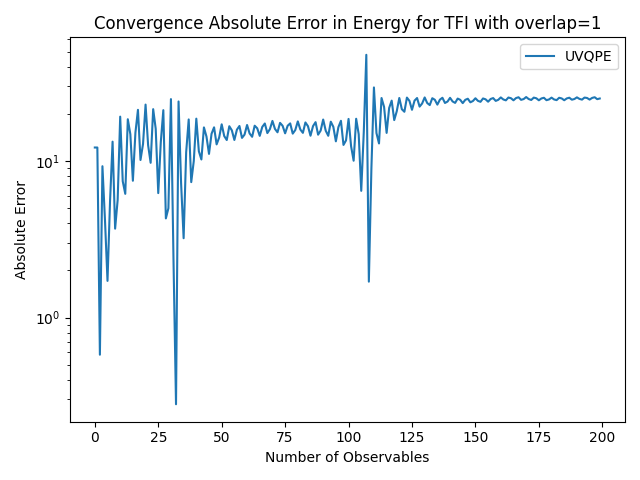 Convergence Absolute Error in Energy for TFI with overlap=1
UVQPE
Absolute Error
10¹
10⁰
0 25 50 75 100 125 150 175 200
Number of Observables